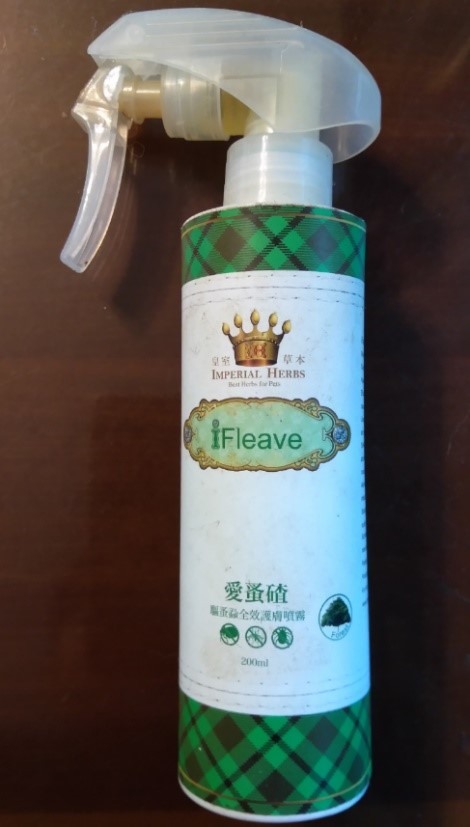 皇室 草本
IMPERIAL HERBS
Best Herbs for Pets
iFleave
愛蚤碴
驅蚤蝨全效護膚噴霧
200ml